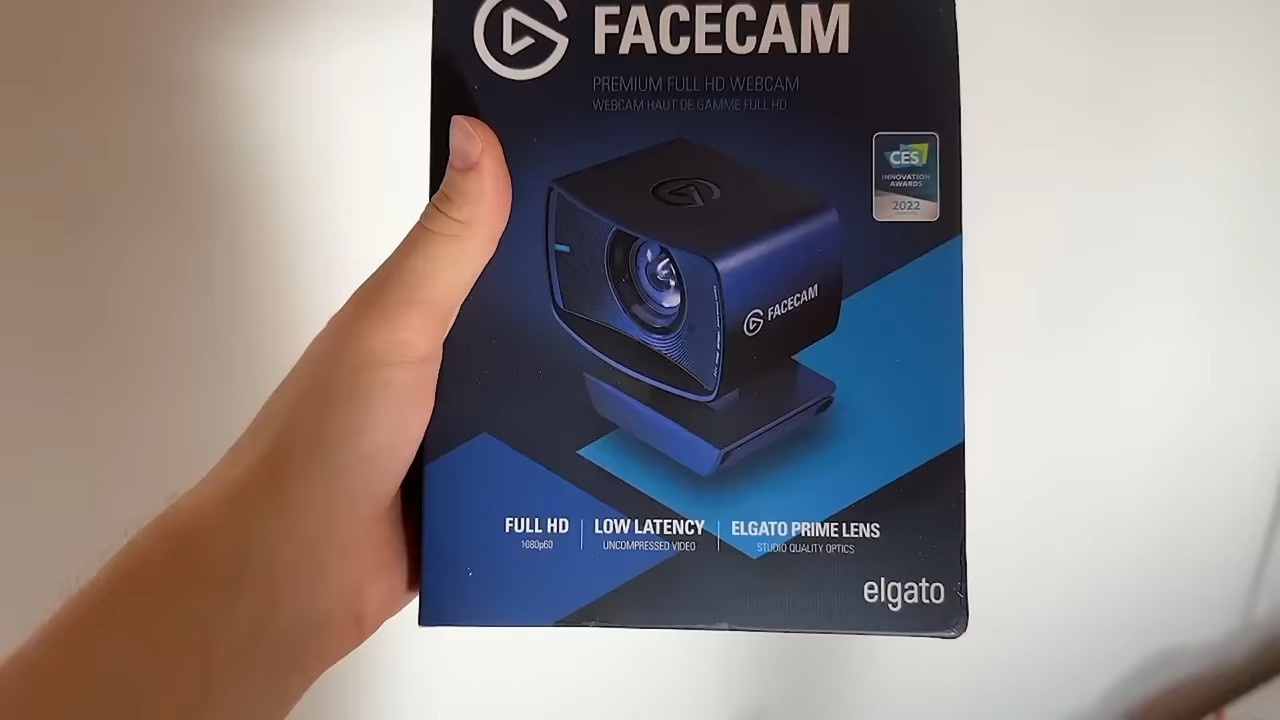 FACECAM
PREMIUM FULL HD WEBCAM
WEBCAM HAUT DE GAMME FULL HD
CES
INNOVATION
AWARDS
2022
FACECAM
FULL HD
1080p60
LOW LATENCY
UNCOMPRESSED VIDEO
ELGATO PRIME LENS
STUDIO QUALITY OPTICS
elgato